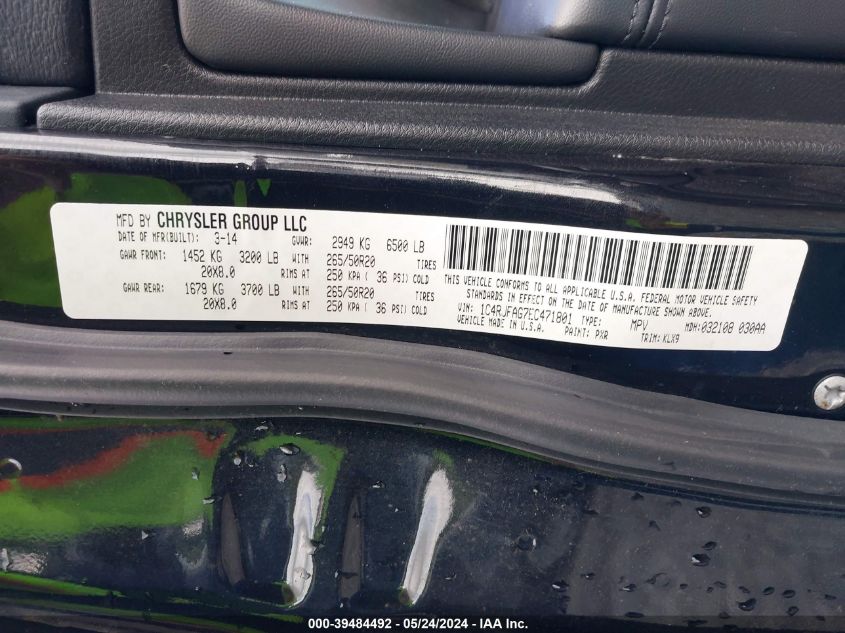 MFD BY CHRYSLER GROUP LLC
DATE OF MFR(BUILT) 3-14 GVWR: 2949 KG 6500 LB
GAWR FRONT: 1452 KG 3200 LB WITH 265/50R20 TIRES
20X8.0 RIMS AT 250 KPA ( 36 PSI) COLD
GAWR REAR: 1679 KG 3700 LB WITH 265/50R20 TIRES
20X8.0 RIMS AT 250 KPA ( 36 PSI) COLD
THIS VEHICLE CONFORMS TO ALL APPLICABLE U.S.A. FEDERAL MOTOR VEHICLE SAFETY
STANDARDS IN EFFECT ON THE DATE OF MANUFACTURE SHOWN ABOVE.
VIN: 1C4RJFAG7EC471801 TYPE: MPV MDH:032108 030AA
VEHICLE MADE IN U.S.A. PAINT: PXR TRIM: KLX9
000-39484492 - 05/24/2024 - IAA Inc.